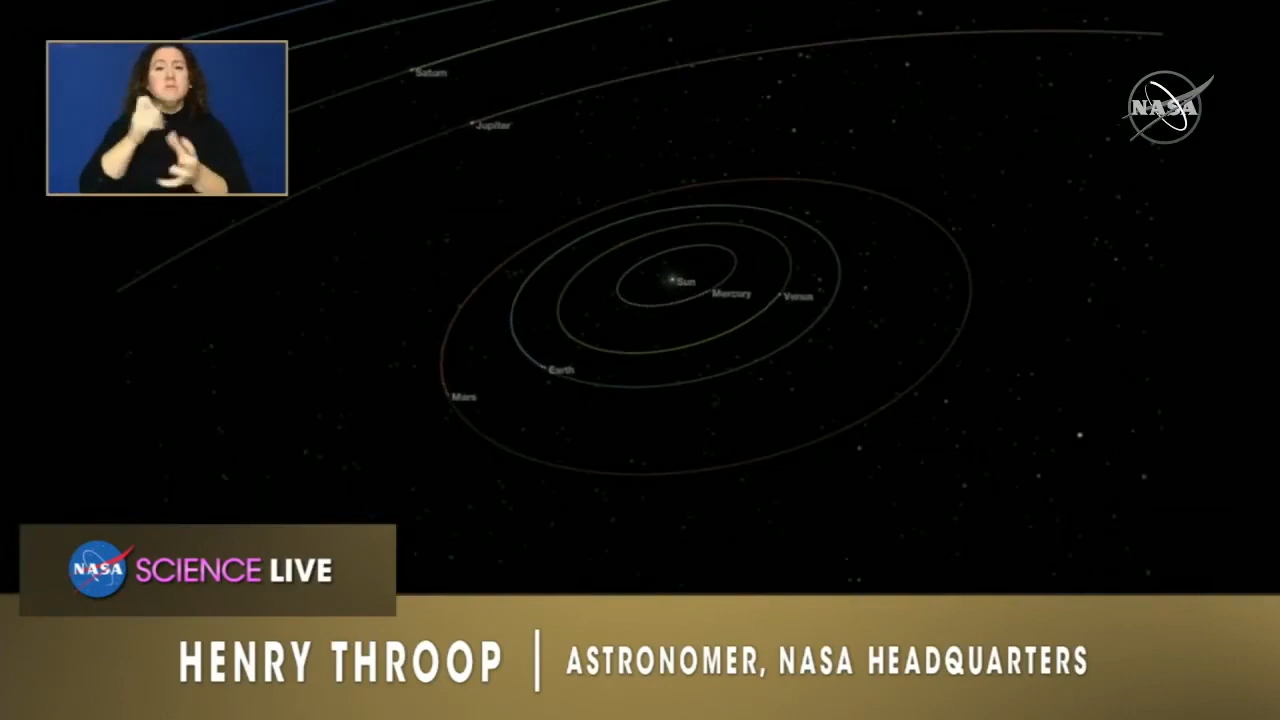 Saturn
Jupiter
NASA
Sun
Mercury
Venus
Earth
Mars
NASA SCIENCE LIVE
HENRY THROOP | ASTRONOMER, NASA HEADQUARTERS